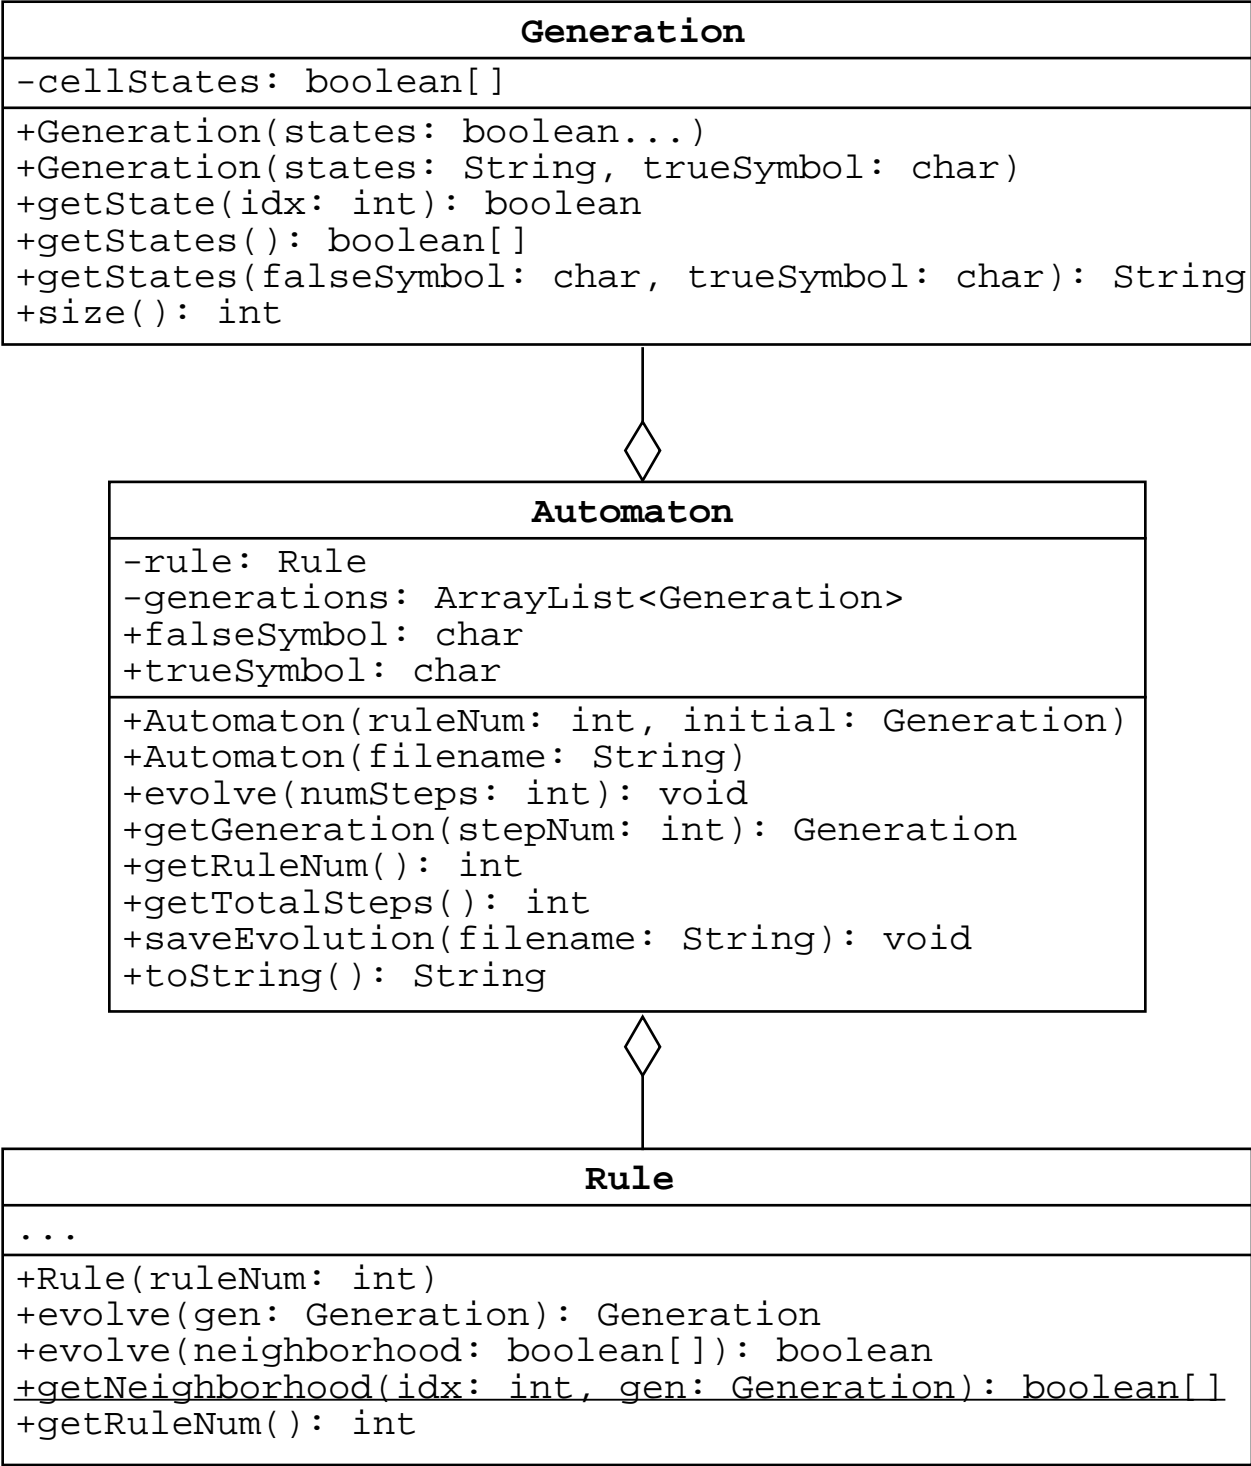 Generation
-cellStates: boolean[]
+Generation(states: boolean...)
+Generation(states: String, trueSymbol: char)
+getState(idx: int): boolean
+getStates(): boolean[]
+getStates(falseSymbol: char, trueSymbol: char): String
+size(): int
Automaton
-rule: Rule
-generations: ArrayList<Generation>
+falseSymbol: char
+trueSymbol: char
+Automaton(ruleNum: int, initial: Generation)
+Automaton(filename: String)
+evolve(numSteps: int): void
+getGeneration(stepNum: int): Generation
+getRuleNum(): int
+getTotalSteps(): int
+saveEvolution(filename: String): void
+toString(): String
Rule
...
+Rule(ruleNum: int)
+evolve(gen: Generation): Generation
+evolve(neighborhood: boolean[]): boolean
+getNeighborhood(idx: int, gen: Generation): boolean[]
+getRuleNum(): int